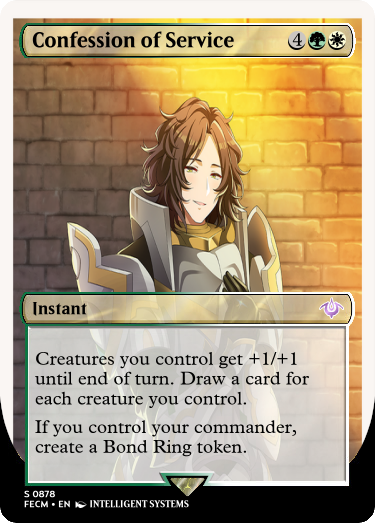 Confession of Service 4
Instant
Creatures you control get +1/+1
until end of turn. Draw a card for
each creature you control.
If you control your commander,
create a Bond Ring token.
S 0878
FECM • EN INTELLIGENT SYSTEMS